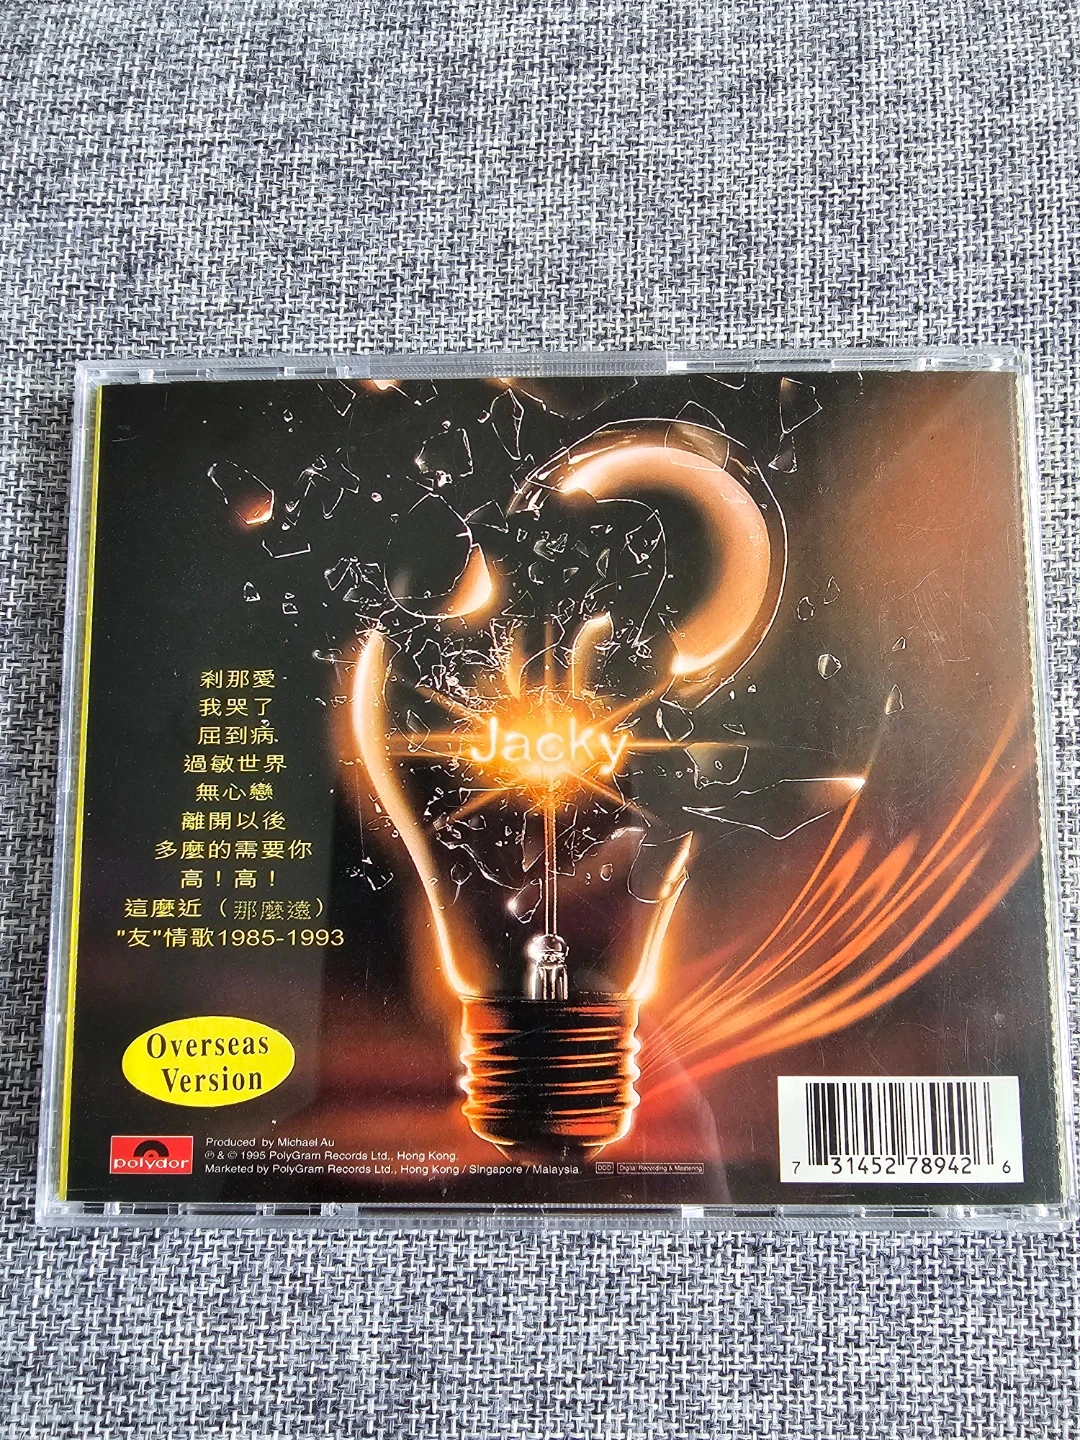 Jacky
剎那愛
我哭了
屈到病
過敏世界
無心戀
離開以後
多麼的需要你
高！高！
這麼近（那麼遠）
"友"情歌1985-1993
Overseas
Version
polydor
Produced by Michael Au
℗ & © 1995 PolyGram Records Ltd., Hong Kong.
Marketed by PolyGram Records Ltd., Hong Kong / Singapore / Malaysia.
DDD Digital Recording & Mastering
7 31452 78942 6